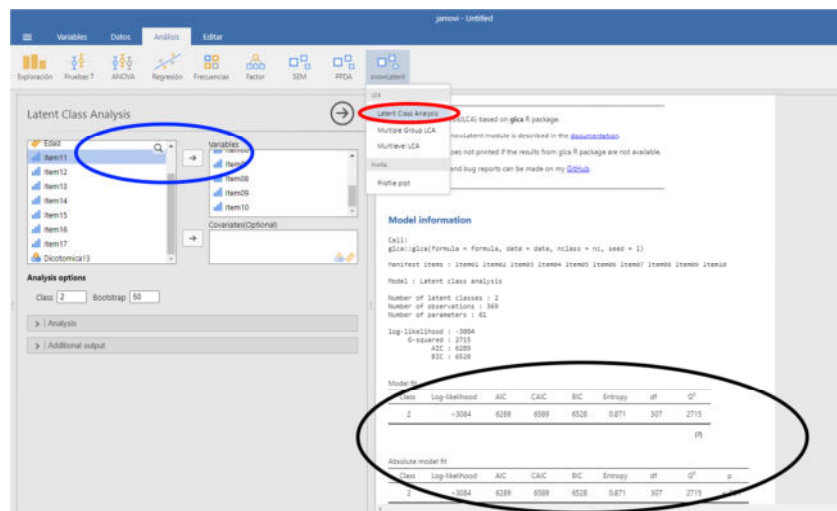 jamovi - Untitled
Variables Datos Análisis Editar
Exploración Pruebas T ANOVA Regresión Frecuencias Factor SEM PPDA snowLatent
LCA
Latent Class Analysis
Multiple Group LCA
Multilevel LCA
Profile
Profile plot
Latent Class Analysis
Edad
Item11
Item12
Item13
Item14
Item15
Item16
Item17
Dicotomica13
Variables
Item08
Item09
Item10
Covariates(Optional)
Analysis options
Class 2 Bootstrap 50
> | Analysis
> | Additional output
(LCA) based on glca R package.
snowLatent module is described in the documentation.
does not printed if the results from glca R package are not available.
and bug reports can be made on my GitHub.
Model information
Call:
glca::glca(formula = formula, data = data, nclass = nc, seed = 1)
Manifest items : Item01 Item02 Item03 Item04 Item05 Item06 Item07 Item08 Item09 Item10
Model : Latent class analysis
Number of latent classes : 2
Number of observations : 369
Number of parameters : 61
log-likelihood : -3084
G-squared : 2715
AIC : 6289
BIC : 6528
Model fit
Class Log-likelihood AIC CAIC BIC Entropy df G²
2 -3084 6289 6589 6528 0.871 307 2715
Absolute model fit
Class Log-likelihood AIC CAIC BIC Entropy df G² p
2 -3084 6289 6589 6528 0.871 307 2715